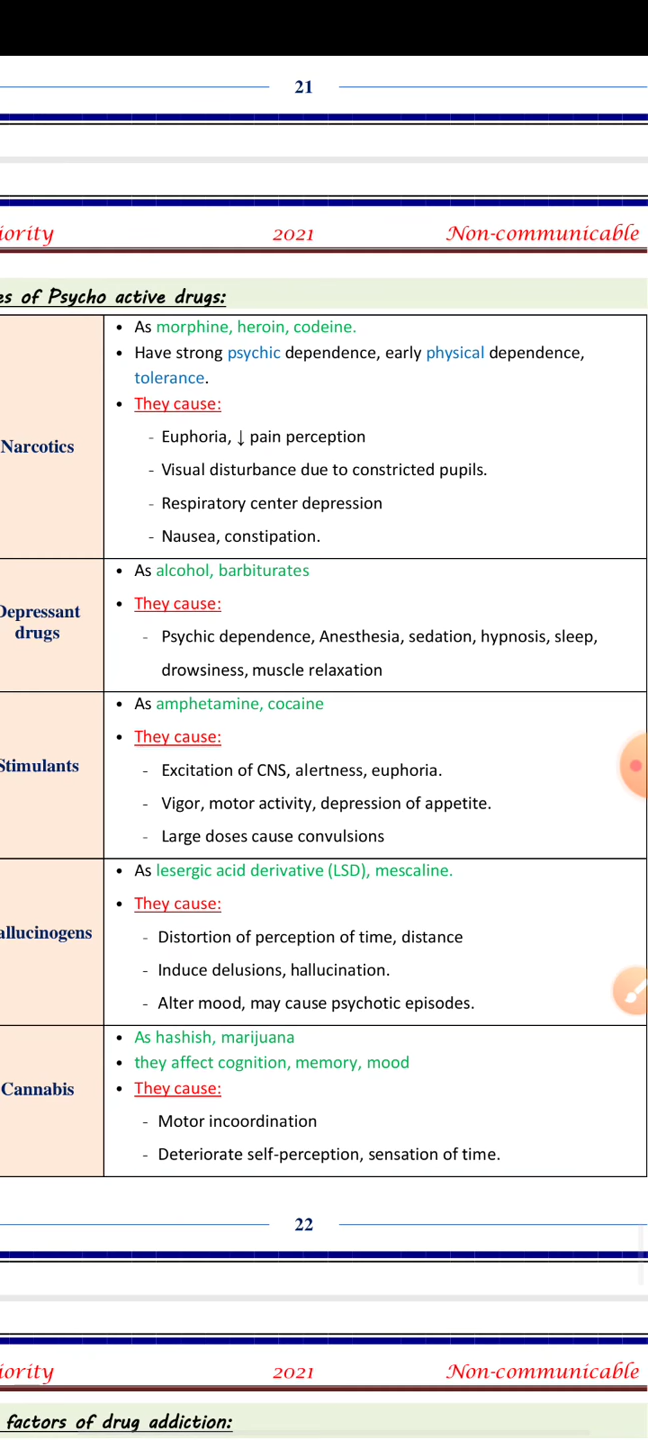 21
iority 2021 Non-communicable
es of Psycho active drugs:
Narcotics
• As morphine, heroin, codeine.
• Have strong psychic dependence, early physical dependence,
tolerance.
• They cause:
- Euphoria, ↓ pain perception
- Visual disturbance due to constricted pupils.
- Respiratory center depression
- Nausea, constipation.
Depressant
drugs
• As alcohol, barbiturates
• They cause:
- Psychic dependence, Anesthesia, sedation, hypnosis, sleep,
drowsiness, muscle relaxation
Stimulants
• As amphetamine, cocaine
• They cause:
- Excitation of CNS, alertness, euphoria.
- Vigor, motor activity, depression of appetite.
- Large doses cause convulsions
allucinogens
• As lesergic acid derivative (LSD), mescaline.
• They cause:
- Distortion of perception of time, distance
- Induce delusions, hallucination.
- Alter mood, may cause psychotic episodes.
Cannabis
• As hashish, marijuana
• they affect cognition, memory, mood
• They cause:
- Motor incoordination
- Deteriorate self-perception, sensation of time.
22
iority 2021 Non-communicable
factors of drug addiction: